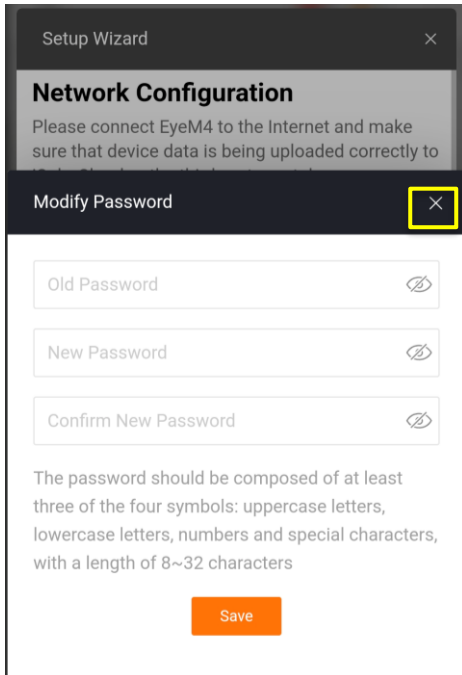 Setup Wizard
Network Configuration
Please connect EyeM4 to the Internet and make
sure that device data is being uploaded correctly to
Modify Password
Old Password
New Password
Confirm New Password
The password should be composed of at least
three of the four symbols: uppercase letters,
lowercase letters, numbers and special characters,
with a length of 8~32 characters
Save